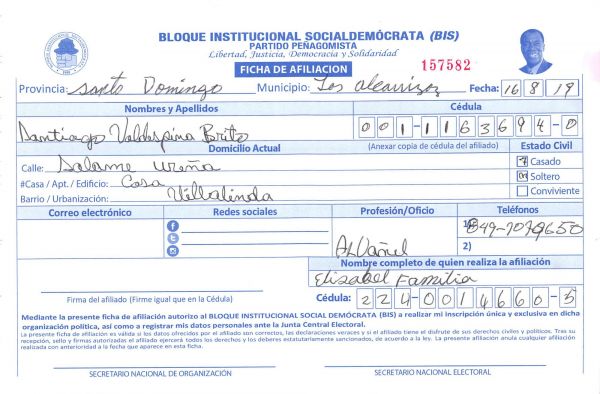 BLOQUE INSTITUCIONAL SOCIALDEMÓCRATA (BIS)
PARTIDO PEÑAGOMISTA
Libertad, Justicia, Democracia y Solidaridad
FICHA DE AFILIACION
157582
Provincia: Santo Domingo Municipio: Los alcarrizos Fecha: 16/8/19
Nombres y Apellidos Cédula
Santiago Valdespina Brito 001-1163694-0
Domicilio Actual (Anexar copia de cédula del afiliado) Estado Civil
Calle: Salome Ureña Casado
#Casa / Apt. / Edificio: Casa Soltero
Barrio / Urbanización: Villalinda Conviviente
Correo electrónico Redes sociales Profesión/Oficio Teléfonos
1) 849-707-9650
ALVañil 2)
Nombre completo de quien realiza la afiliación
Elisabel Familia
Firma del afiliado (Firme igual que en la Cédula) Cédula: 224-0014660-5
Mediante la presente ficha de afiliación autorizo al BLOQUE INSTITUCIONAL SOCIAL DEMÓCRATA (BIS) a realizar mi inscripción única y exclusiva en dicha
organización política, así como a registrar mis datos personales ante la Junta Central Electoral.
La presente ficha de afiliación es válida si los datos ofrecidos por el afiliado son correctos, las declaraciones veraces y si el afiliado tiene el disfrute de sus derechos civiles y políticos. Tras su
recepción, sello y firmas autorizadas el afiliado ejercerá todos los derechos y los deberes estatutariamente sancionados, de acuerdo a la ley. La presente afiliación anula cualquier afiliación
realizada con anterioridad a la fecha que aparece en esta ficha.
SECRETARIO NACIONAL DE ORGANIZACIÓN SECRETARIO NACIONAL ELECTORAL